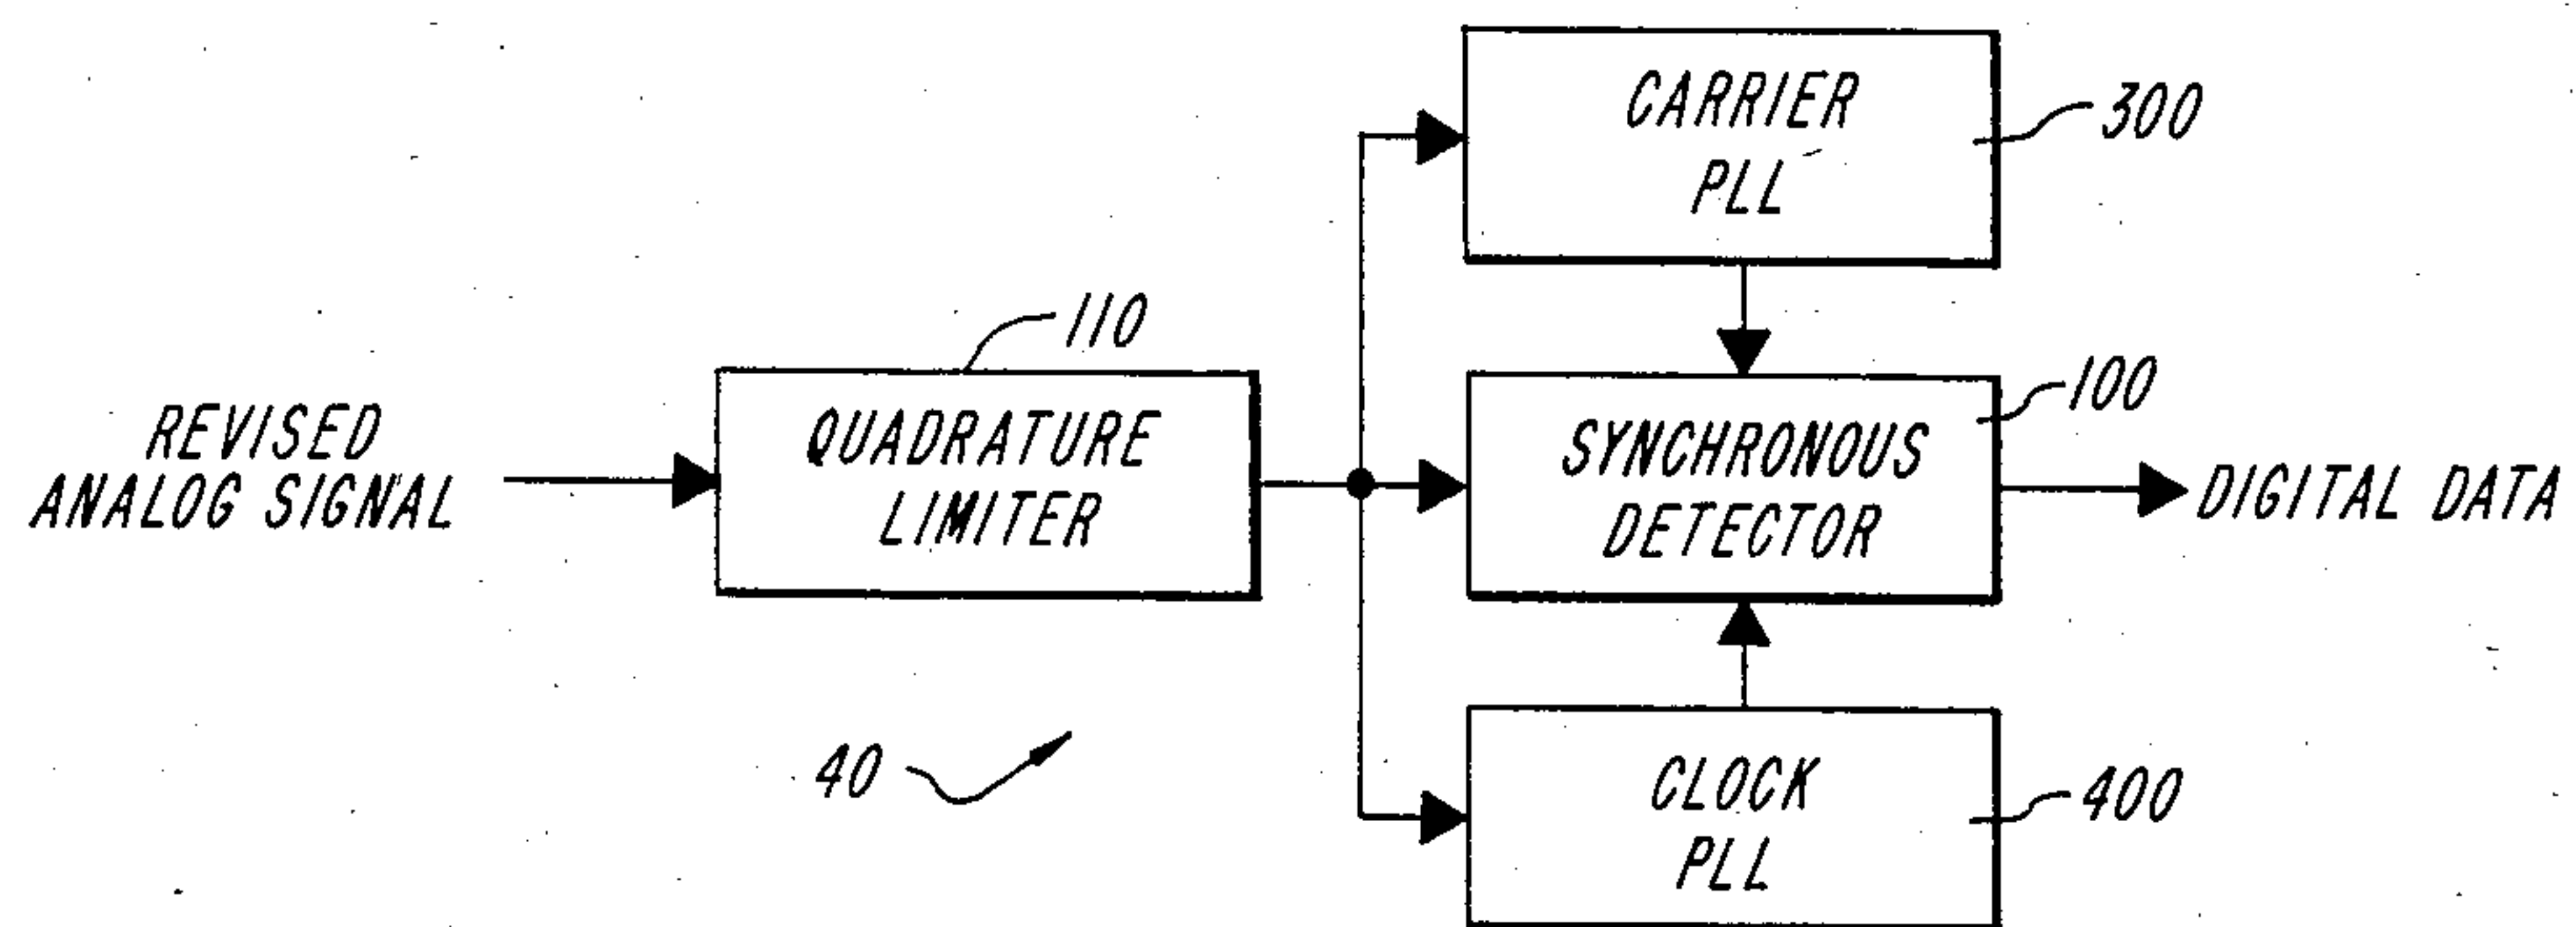 CARRIER
PLL
300
110
REVISED
ANALOG SIGNAL
QUADRATURE
LIMITER
SYNCHRONOUS
DETECTOR
100
DIGITAL DATA
40
CLOCK
PLL
400